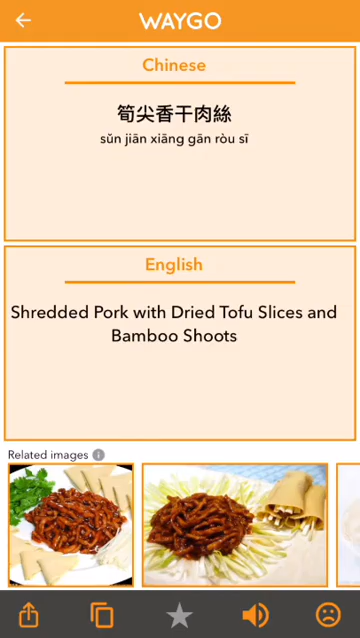 WAYGO
Chinese
筍尖香干肉絲
sǔn jiān xiāng gān ròu sī
English
Shredded Pork with Dried Tofu Slices and
Bamboo Shoots
Related images